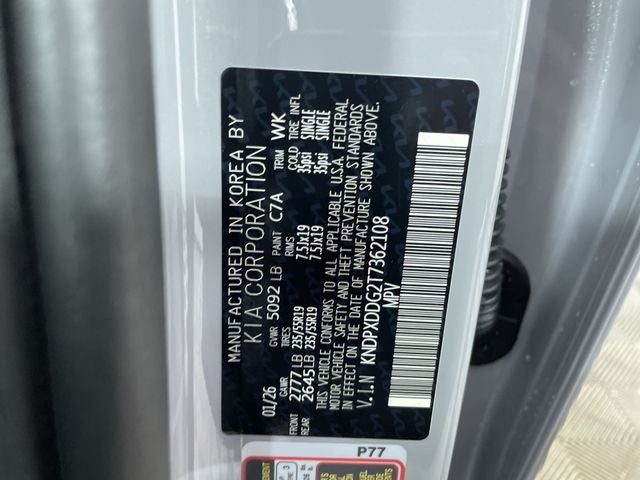 MANUFACTURED IN KOREA BY
KIA CORPORATION
01/26 GVWR 5092 LB PAINT C7A TRIM WK
GAWR TIRES RIMS COLD TIRE INFL
FRONT 2777 LB 235/55R19 7.5Jx19 35psi SINGLE
REAR 2645 LB 235/55R19 7.5Jx19 35psi SINGLE
THIS VEHICLE CONFORMS TO ALL APPLICABLE U.S.A. FEDERAL
MOTOR VEHICLE SAFETY AND THEFT PREVENTION STANDARDS
IN EFFECT ON THE DATE OF MANUFACTURE SHOWN ABOVE.
V.I.N KNDPXDDG2T7362108
MPV
P77